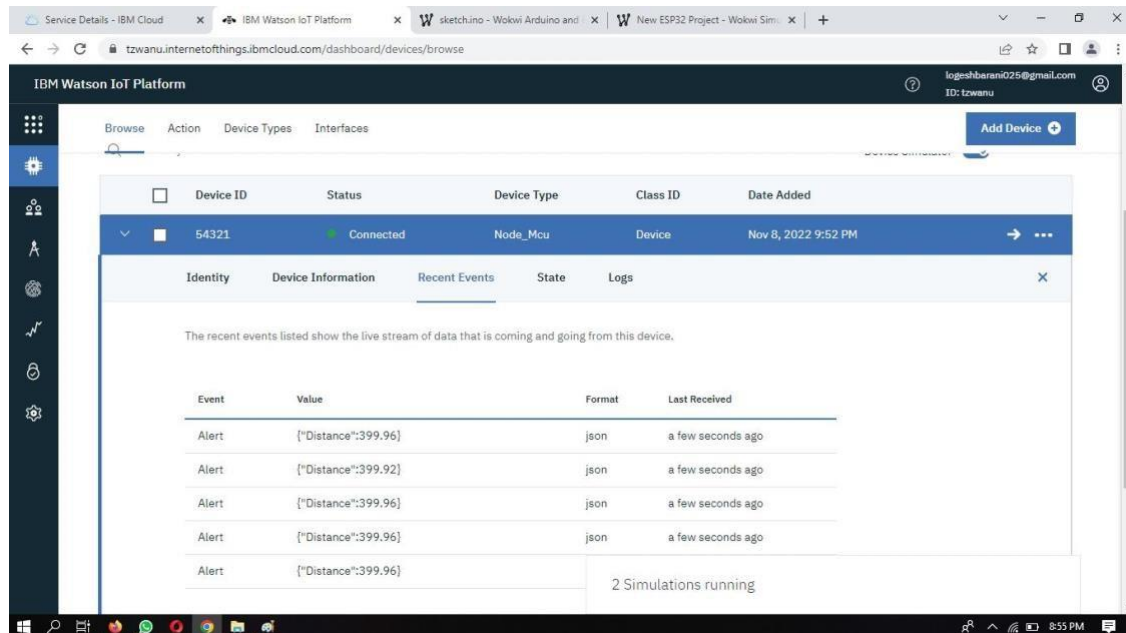 Service Details - IBM Cloud
IBM Watson IoT Platform
sketch.ino - Wokwi Arduino and
New ESP32 Project - Wokwi Simu
tzwanu.internetofthings.ibmcloud.com/dashboard/devices/browse
IBM Watson IoT Platform
logeshbarani025@gmail.com
ID: tzwanu
Browse Action Device Types Interfaces
Add Device
Device ID Status Device Type Class ID Date Added
54321 Connected Node_Mcu Device Nov 8, 2022 9:52 PM
Identity Device Information Recent Events State Logs
The recent events listed show the live stream of data that is coming and going from this device.
Event Value Format Last Received
Alert {"Distance":399.96} json a few seconds ago
Alert {"Distance":399.92} json a few seconds ago
Alert {"Distance":399.96} json a few seconds ago
Alert {"Distance":399.96} json a few seconds ago
Alert {"Distance":399.96}
2 Simulations running
8:55 PM